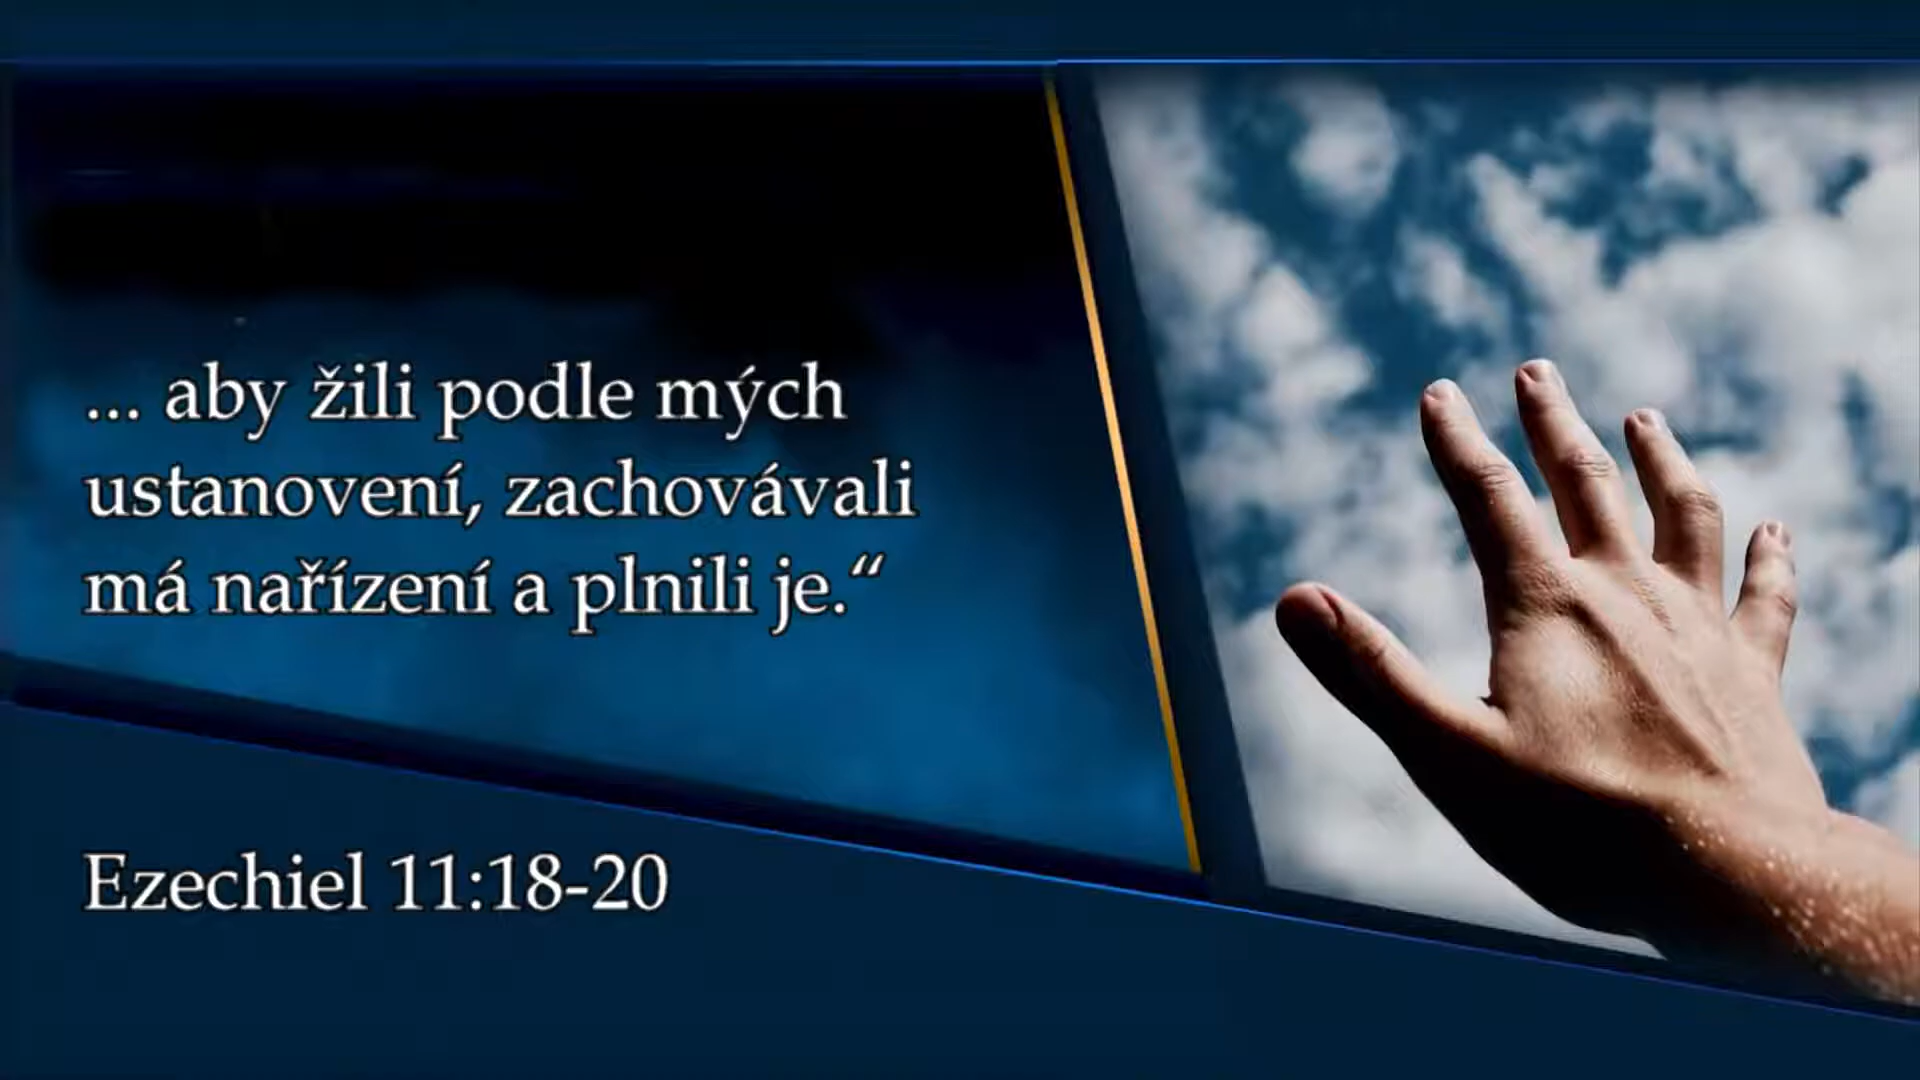 ... aby žili podle mých
ustanovení, zachovávali
má nařízení a plnili je.“
Ezechiel 11:18-20